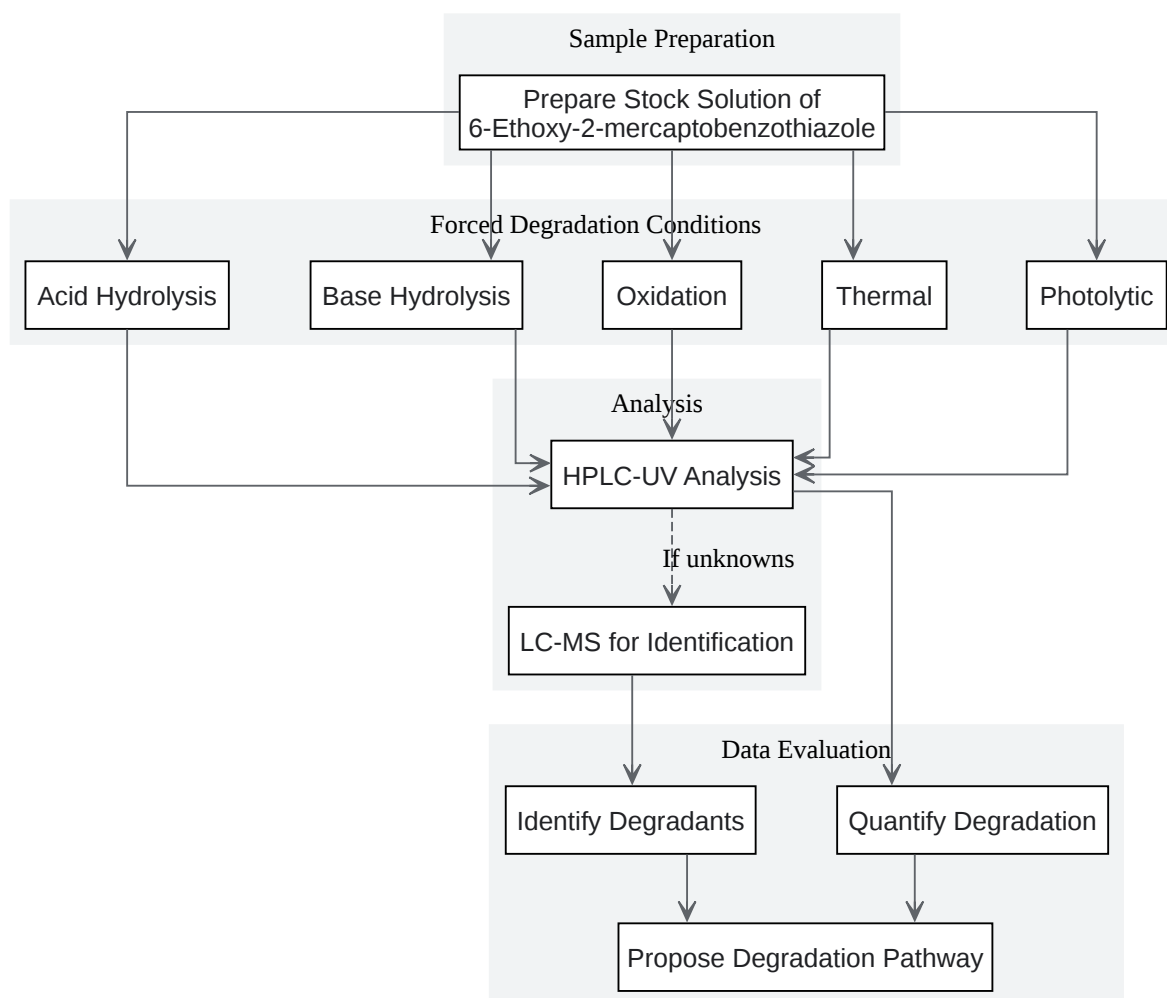 Sample Preparation
Prepare Stock Solution of
6-Ethoxy-2-mercaptobenzothiazole
Forced Degradation Conditions
Acid Hydrolysis
Base Hydrolysis
Oxidation
Thermal
Photolytic
Analysis
HPLC-UV Analysis
If unknowns
LC-MS for Identification
Data Evaluation
Identify Degradants
Quantify Degradation
Propose Degradation Pathway